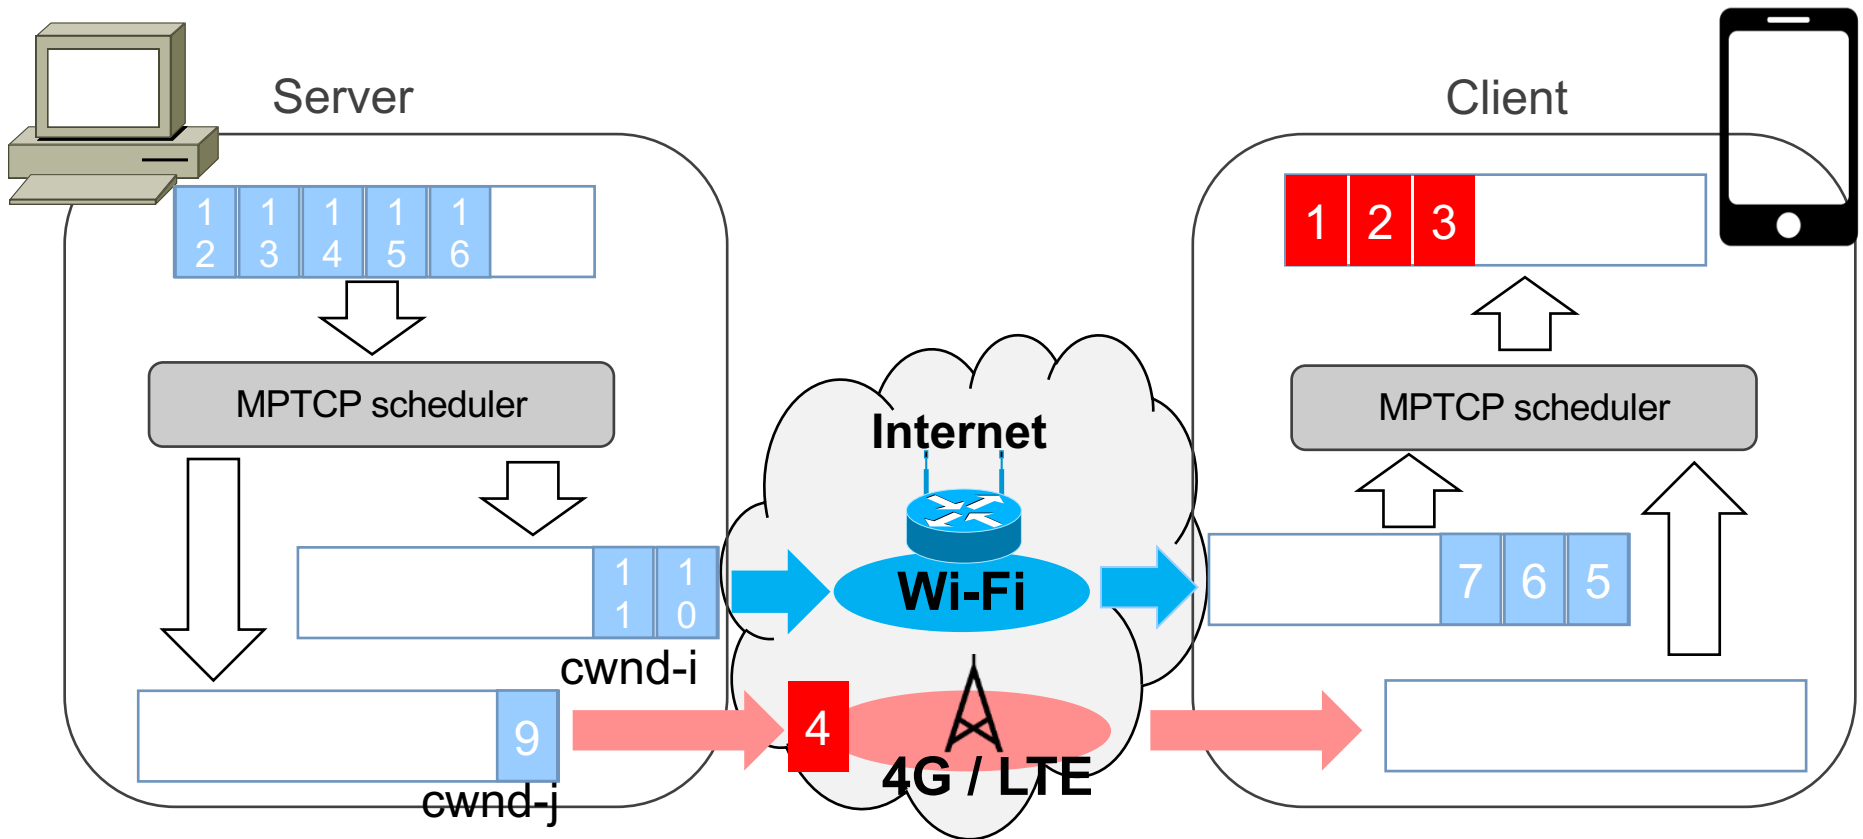 Server
Client
1 1 1 1 1
2 3 4 5 6
1 2 3
MPTCP scheduler
MPTCP scheduler
Internet
1 1
1 0
Wi-Fi
7 6 5
cwnd-i
9
4
4G / LTE
cwnd-j